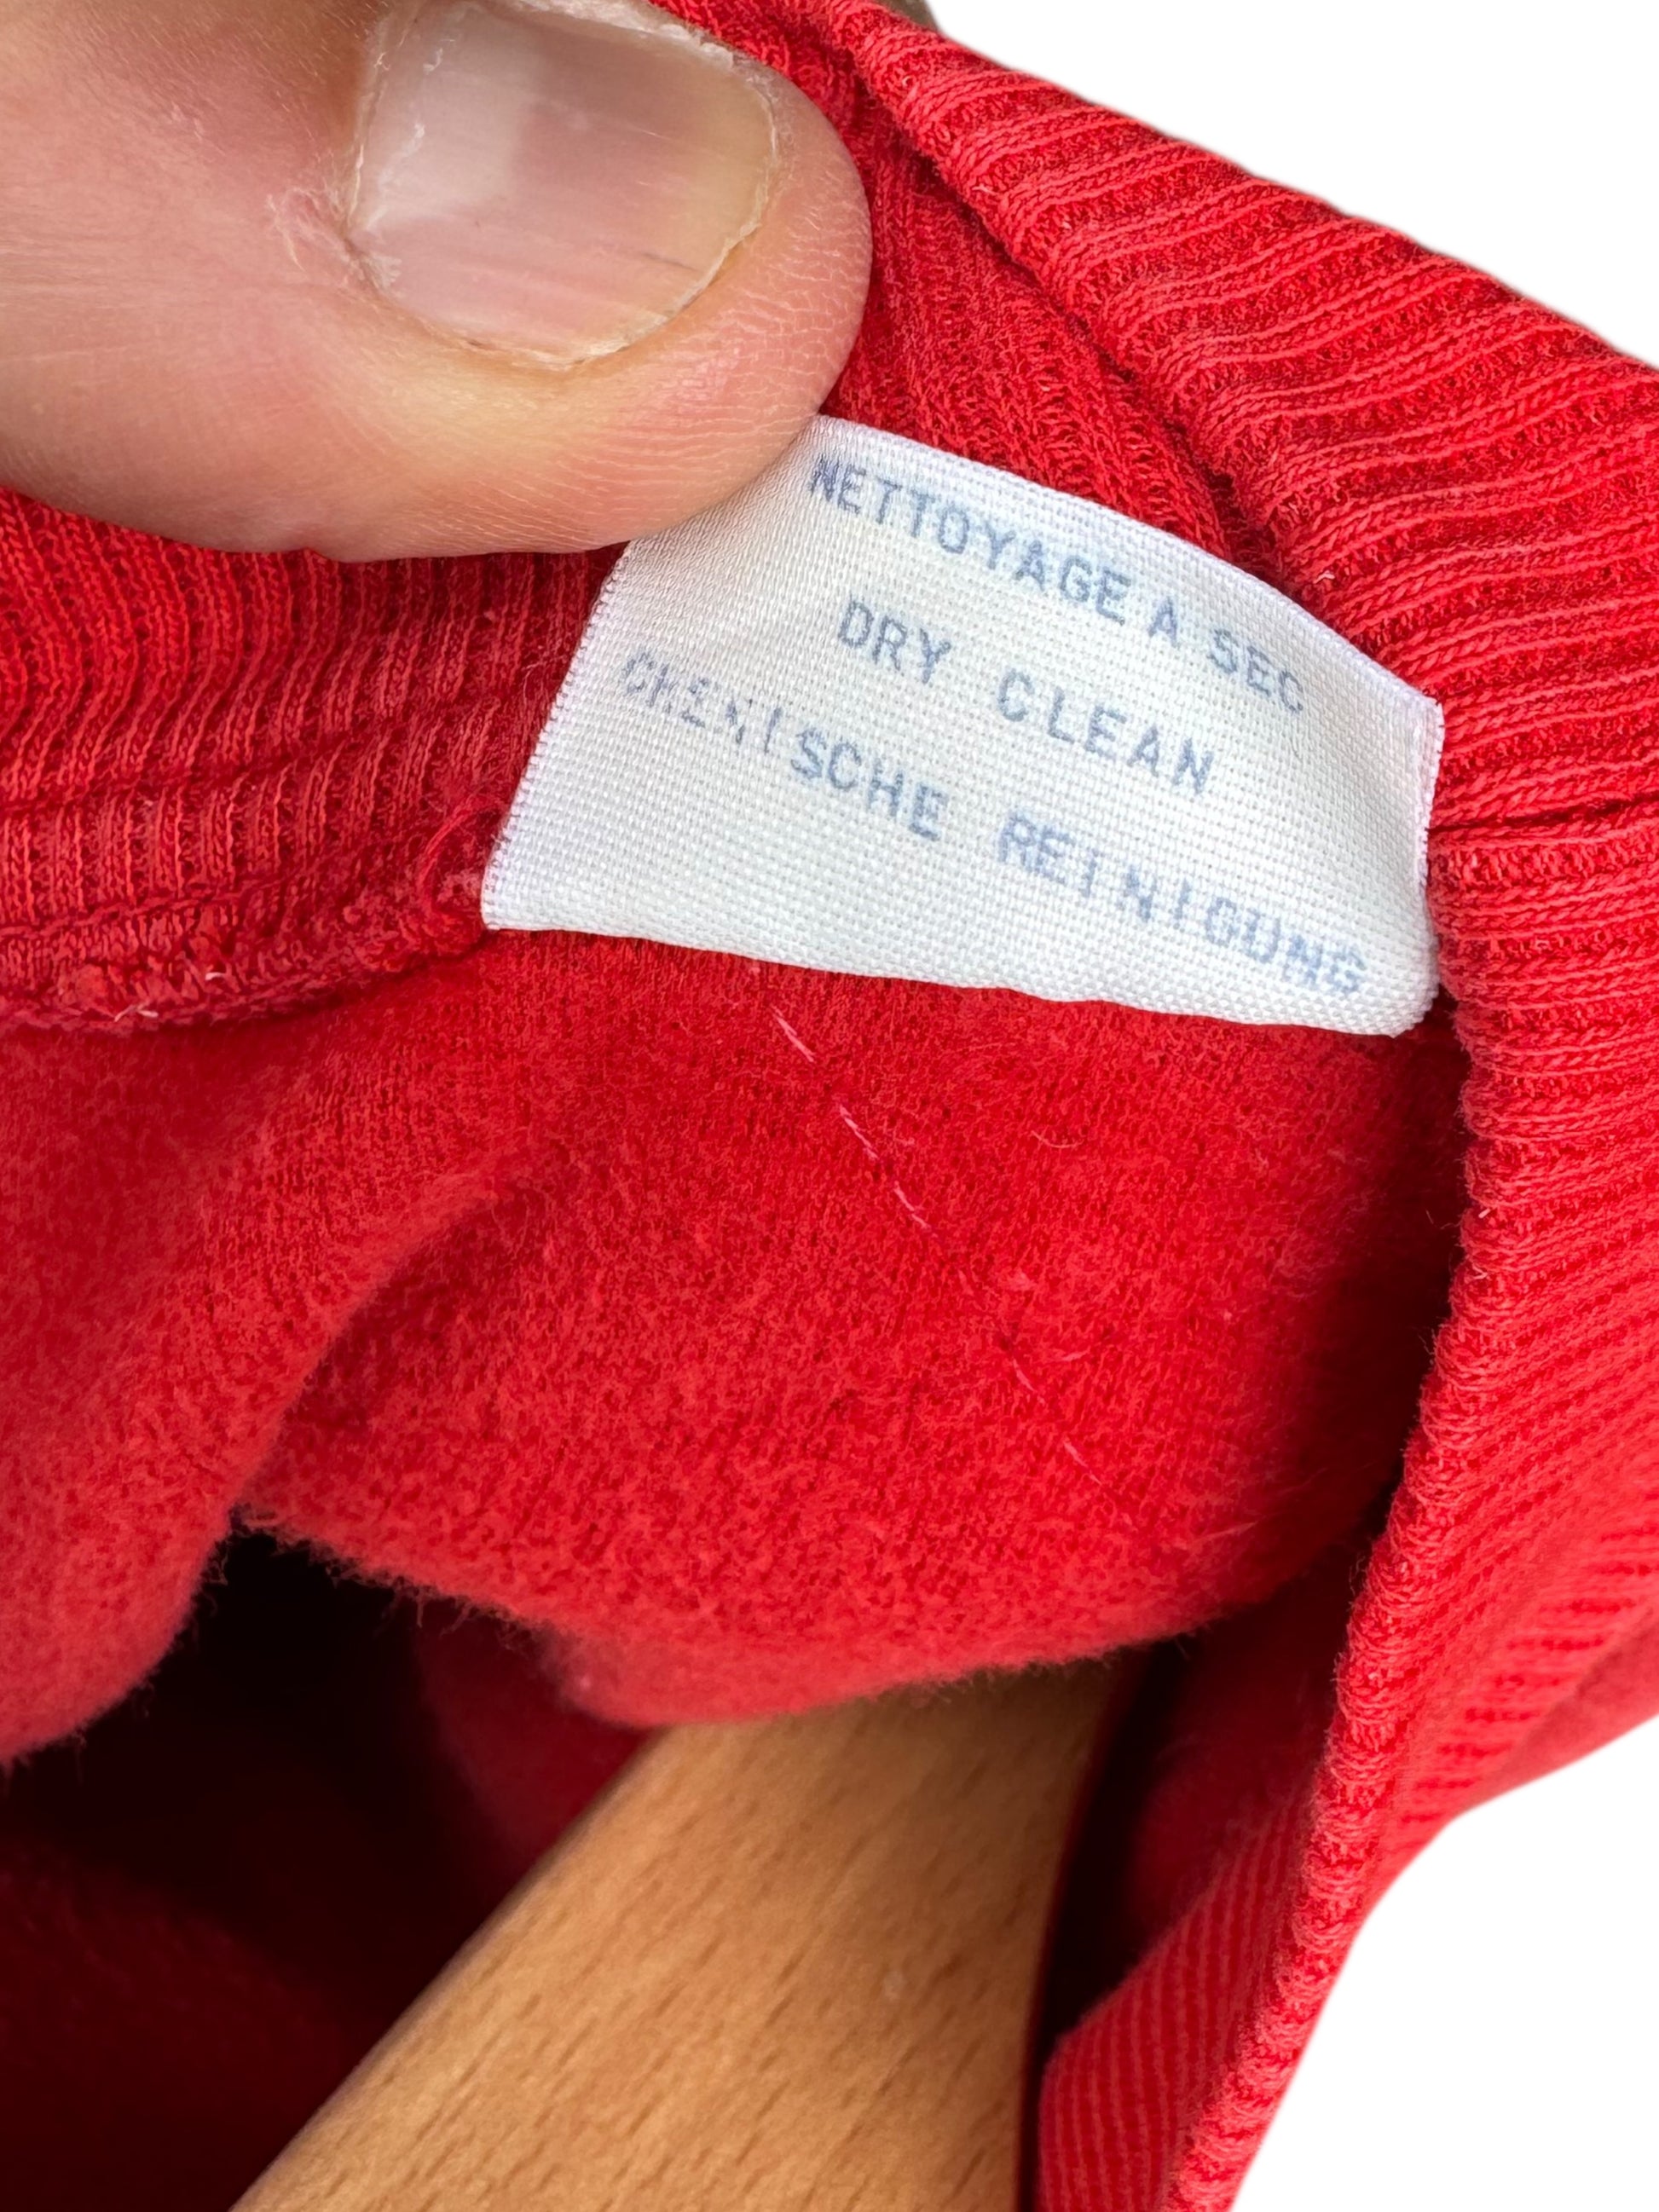 NETTOYAGE A SEC
DRY CLEAN
CHEMISCHE REINIGUNG